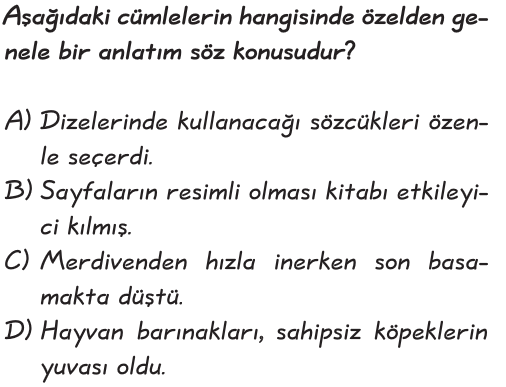 Aşağıdaki cümlelerin hangisinde özelden ge-
nele bir anlatım söz konusudur?
A) Dizelerinde kullanacağı sözcükleri özen-
le seçerdi.
B) Sayfaların resimli olması kitabı etkileyi-
ci kılmış.
C) Merdivenden hızla inerken son basa-
makta düştü.
D) Hayvan barınakları, sahipsiz köpeklerin
yuvası oldu.